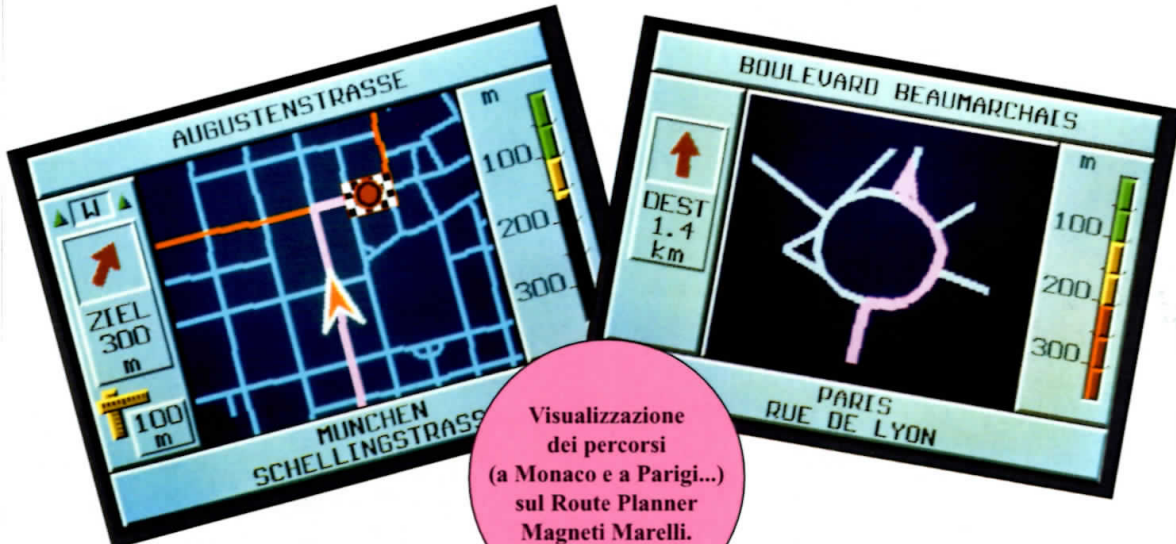 AUGUSTENSTRASSE
W
ZIEL
300
m
100
m
m
100
200
300
MUNCHEN
SCHELLINGSTRASS
BOULEVARD BEAUMARCHAIS
DEST
1.4
km
m
100
200
300
PARIS
RUE DE LYON
Visualizzazione
dei percorsi
(a Monaco e a Parigi...)
sul Route Planner
Magneti Marelli.